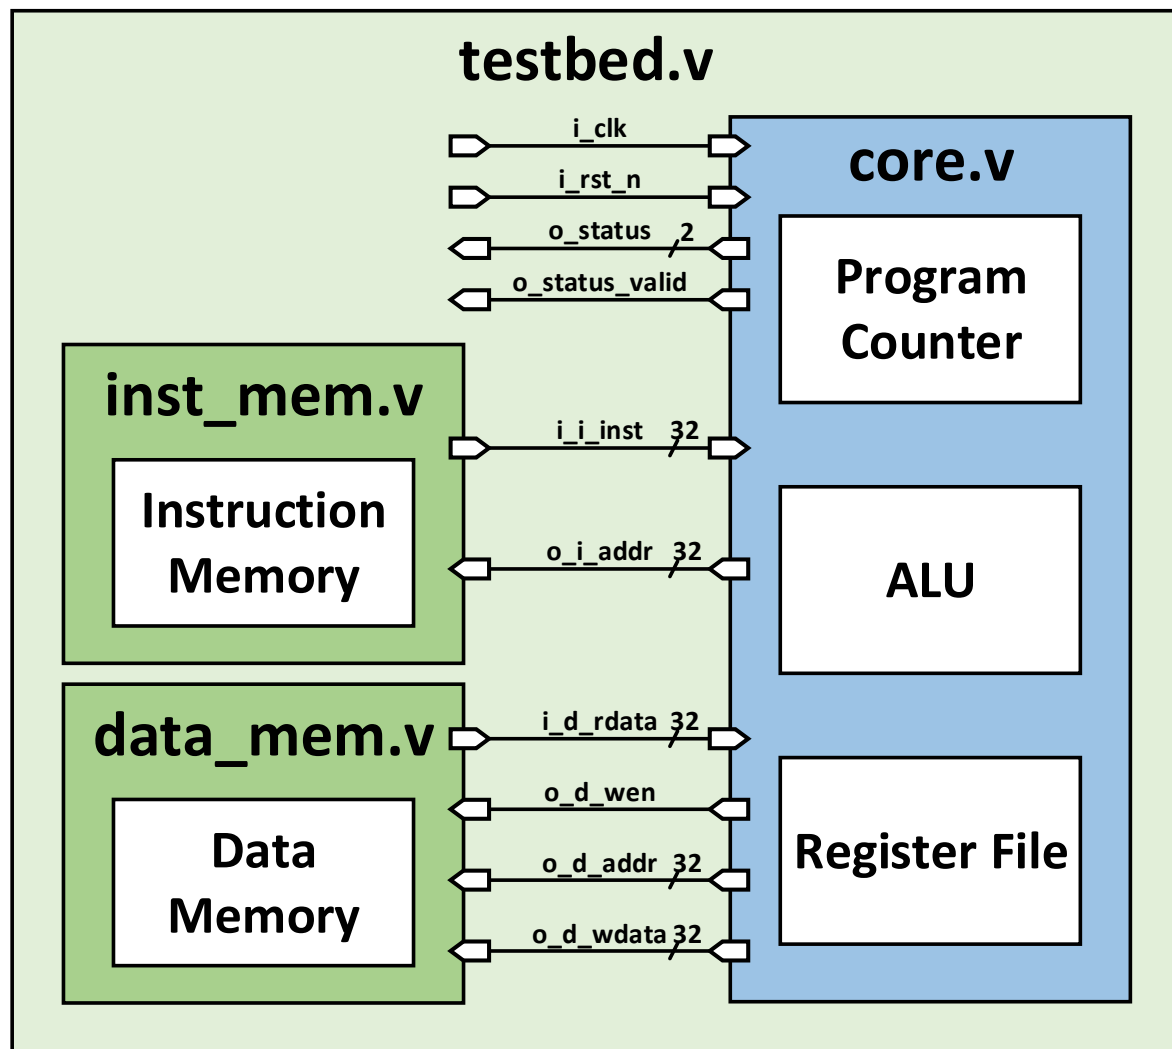 testbed.v
i_clk
i_rst_n
o_status 2
o_status_valid
core.v
Program
Counter
inst_mem.v
Instruction
Memory
i_i_inst 32
o_i_addr 32
ALU
data_mem.v
Data
Memory
i_d_rdata 32
o_d_wen
o_d_addr 32
o_d_wdata 32
Register File